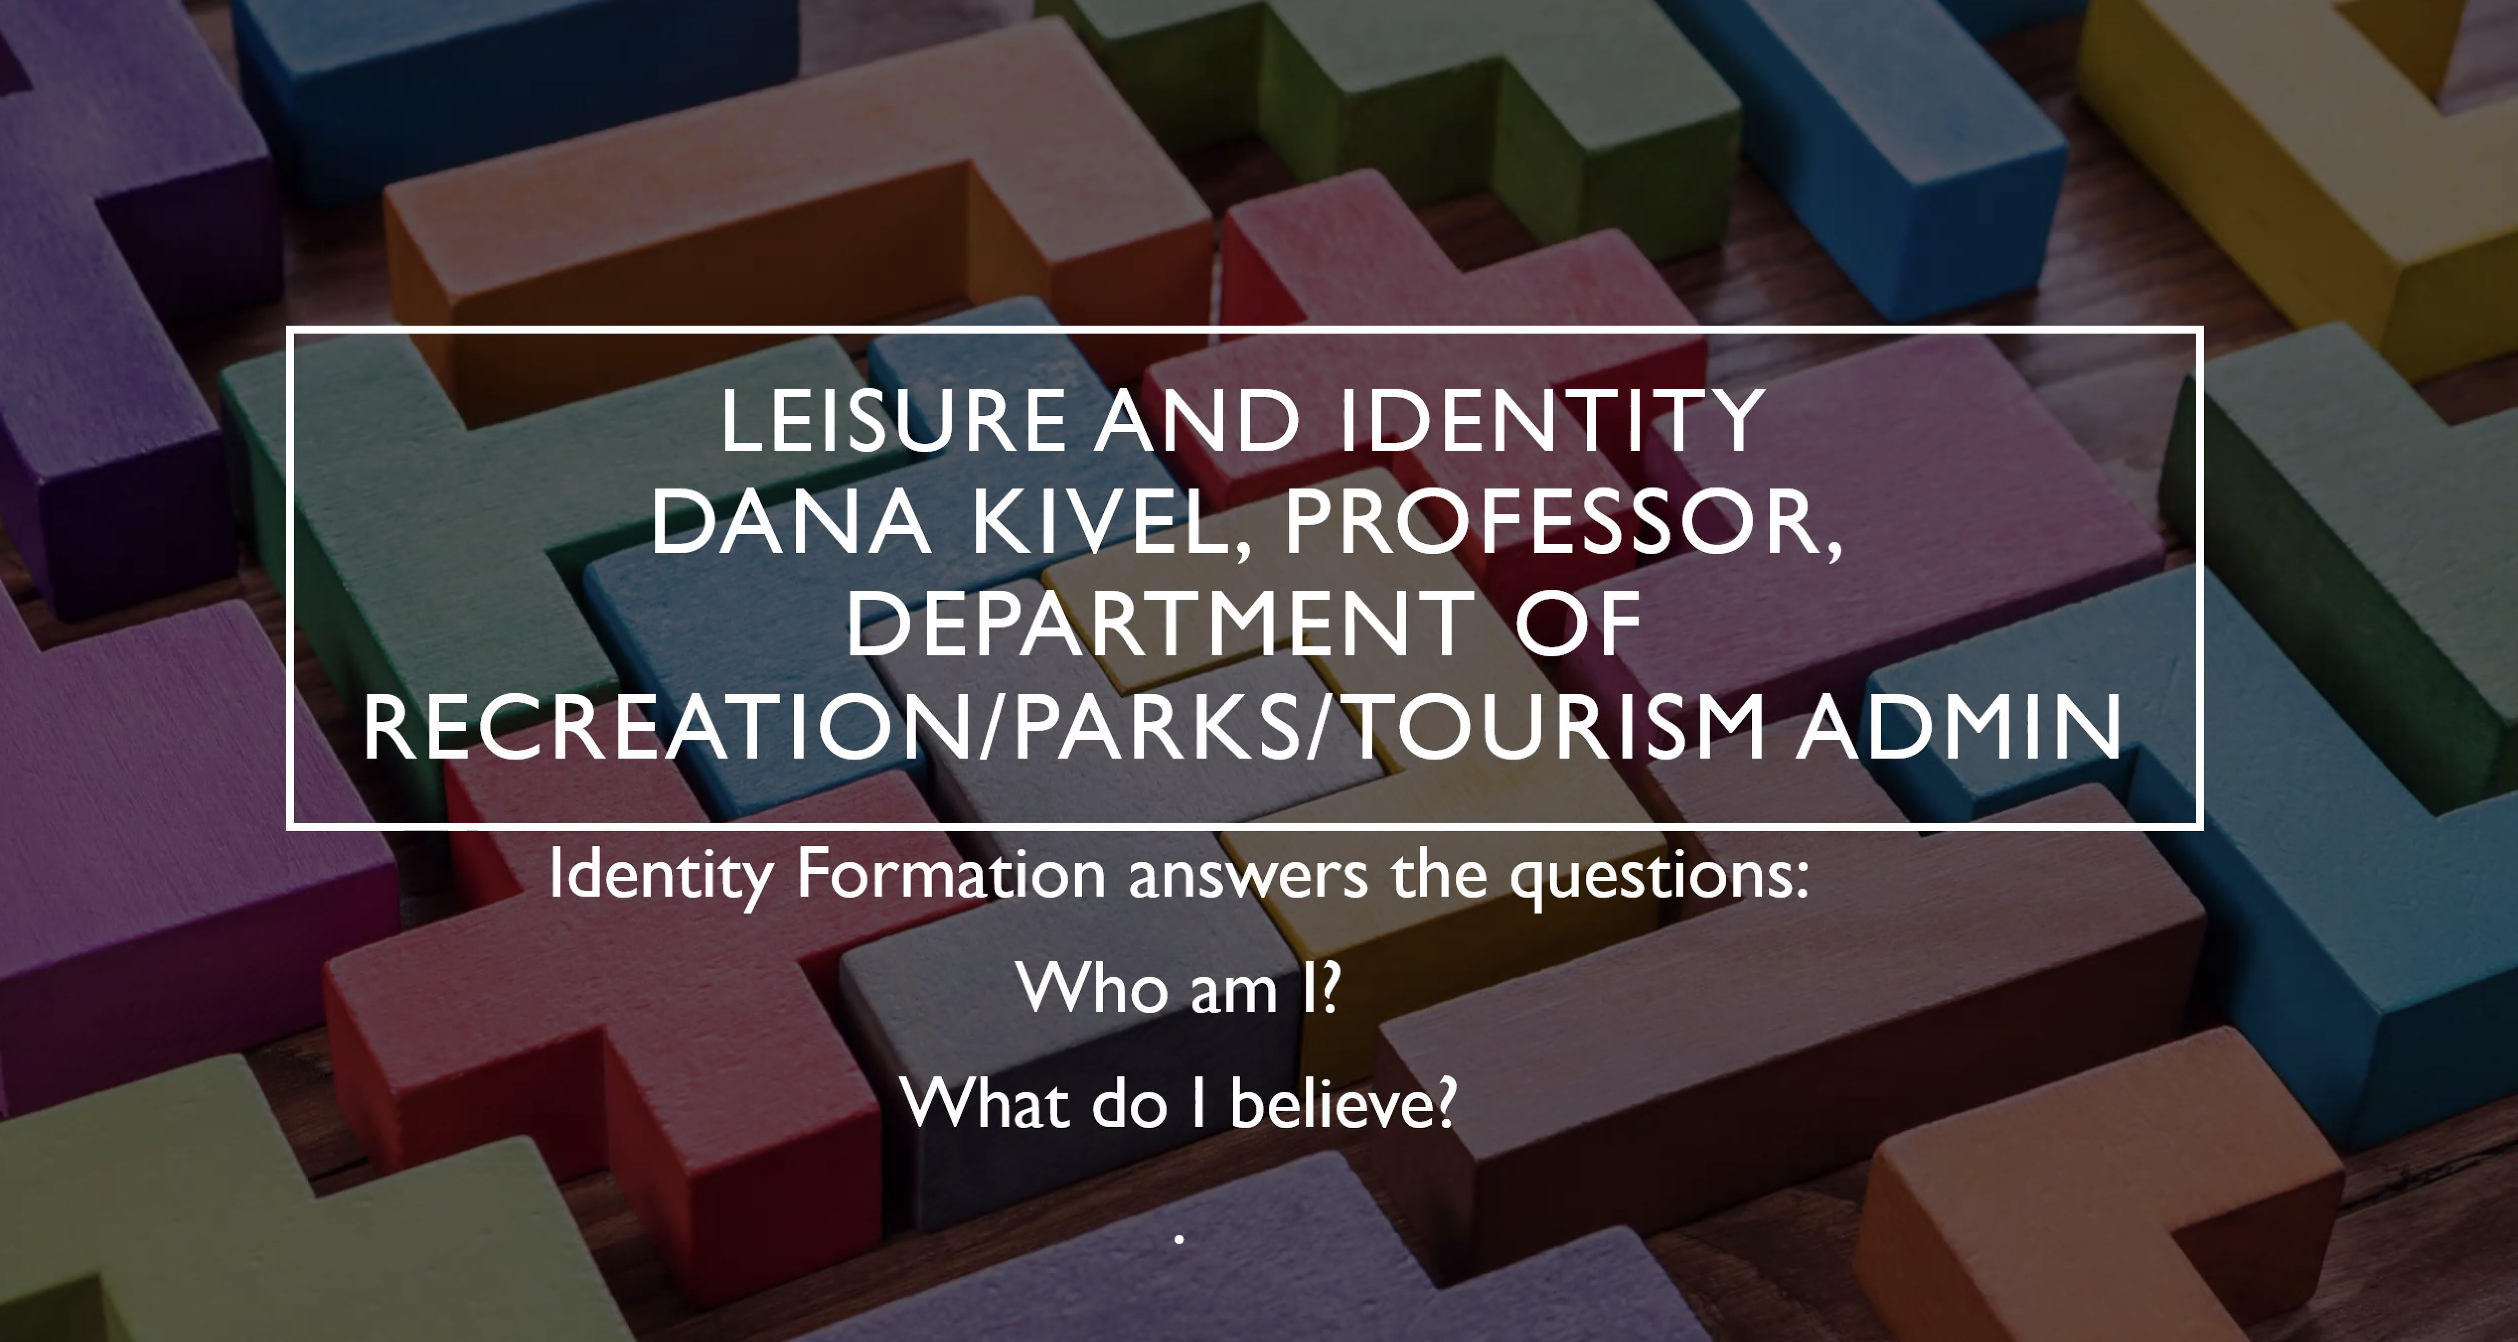 LEISURE AND IDENTITY
DANA KIVEL, PROFESSOR,
DEPARTMENT OF
RECREATION/PARKS/TOURISM ADMIN
Identity Formation answers the questions:
Who am I?
What do I believe?
.